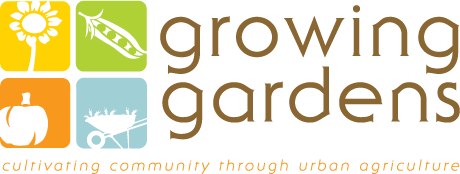 growing
gardens
cultivating community through urban agriculture